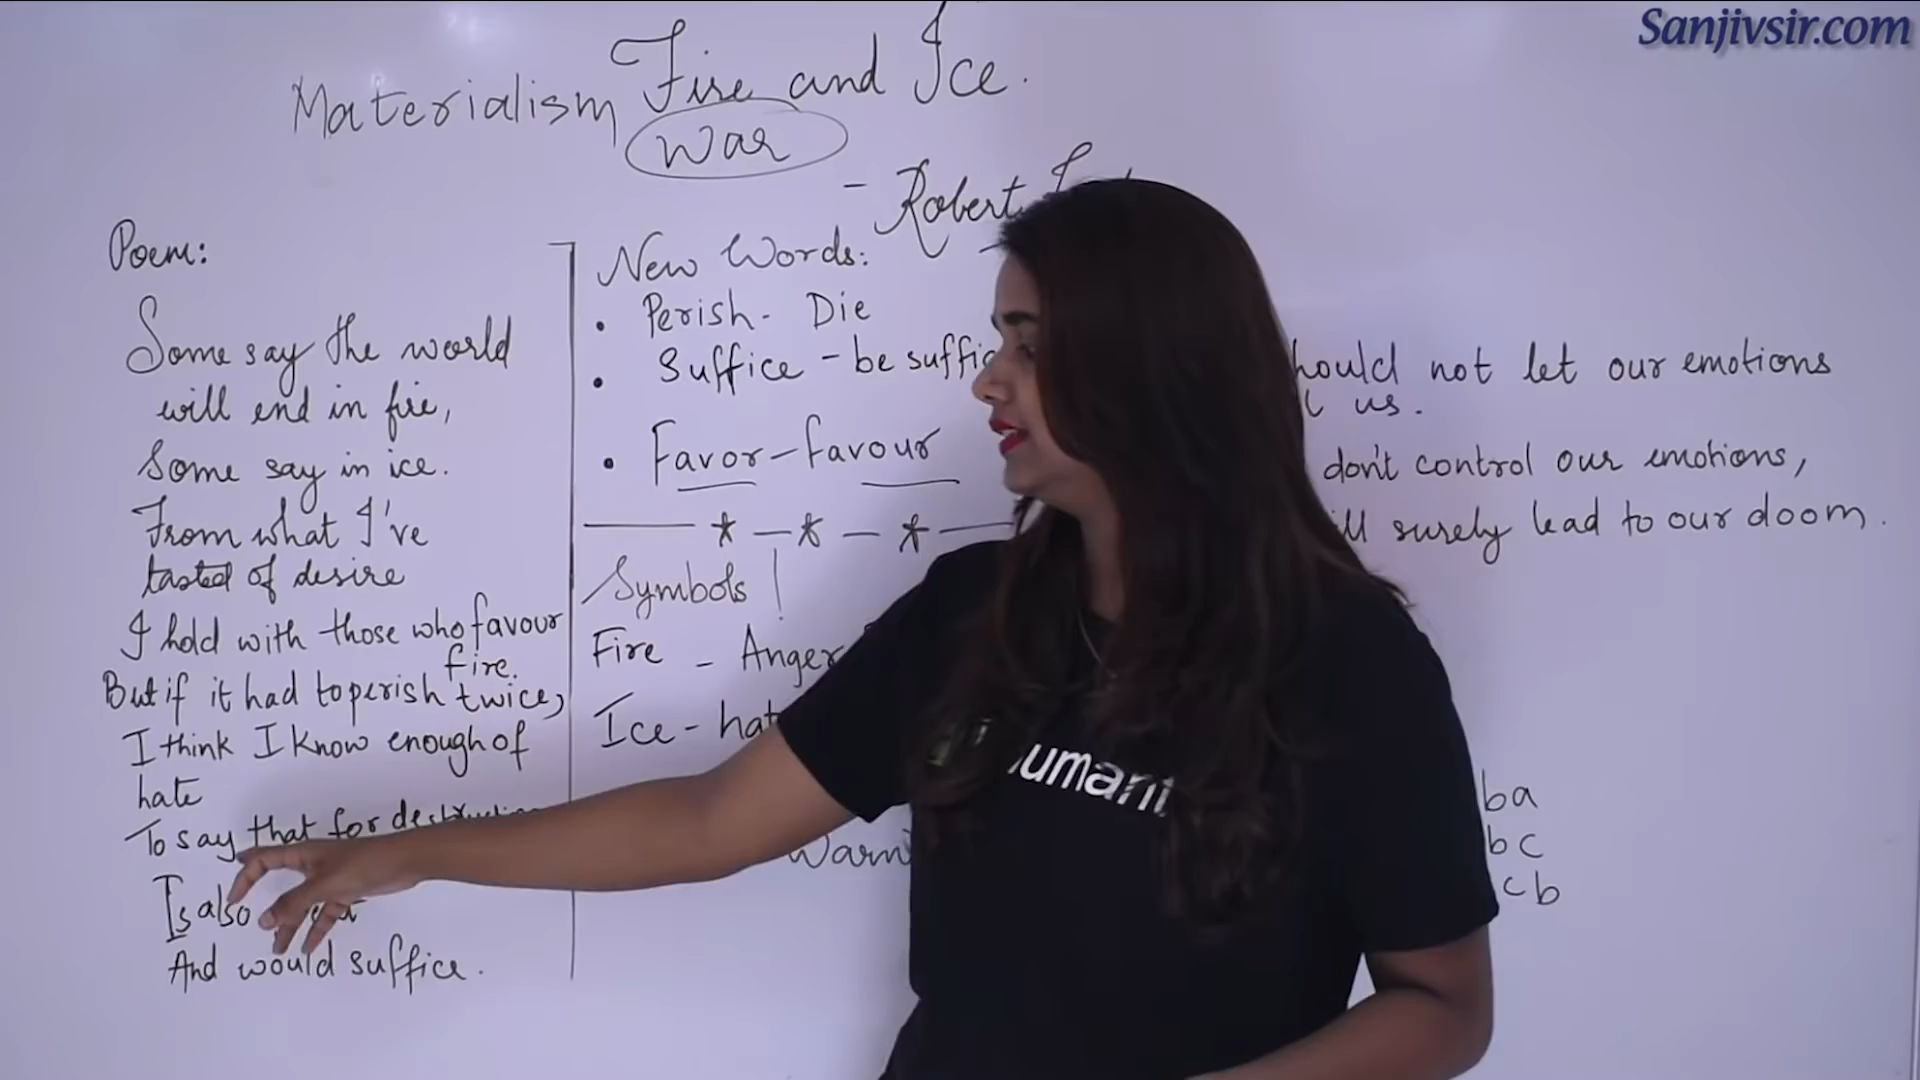 Sanjivsir.com
Materialism Fire and Ice.
War
- Robert
Poem:
Some say the world
will end in fire,
Some say in ice.
From what I've
tasted of desire
I hold with those who favour
fire.
But if it had to perish twice,
I think I know enough of
hate
To say that for
Is also
And would suffice.
New Words:
• Perish - Die
• Suffice - be suffic
• Favor - favour
Symbols
Fire - Anger
Ice - hat
Warn
hould not let our emotions
l us.
don't control our emotions,
ill surely lead to our doom.
ba
bc
cb
umani